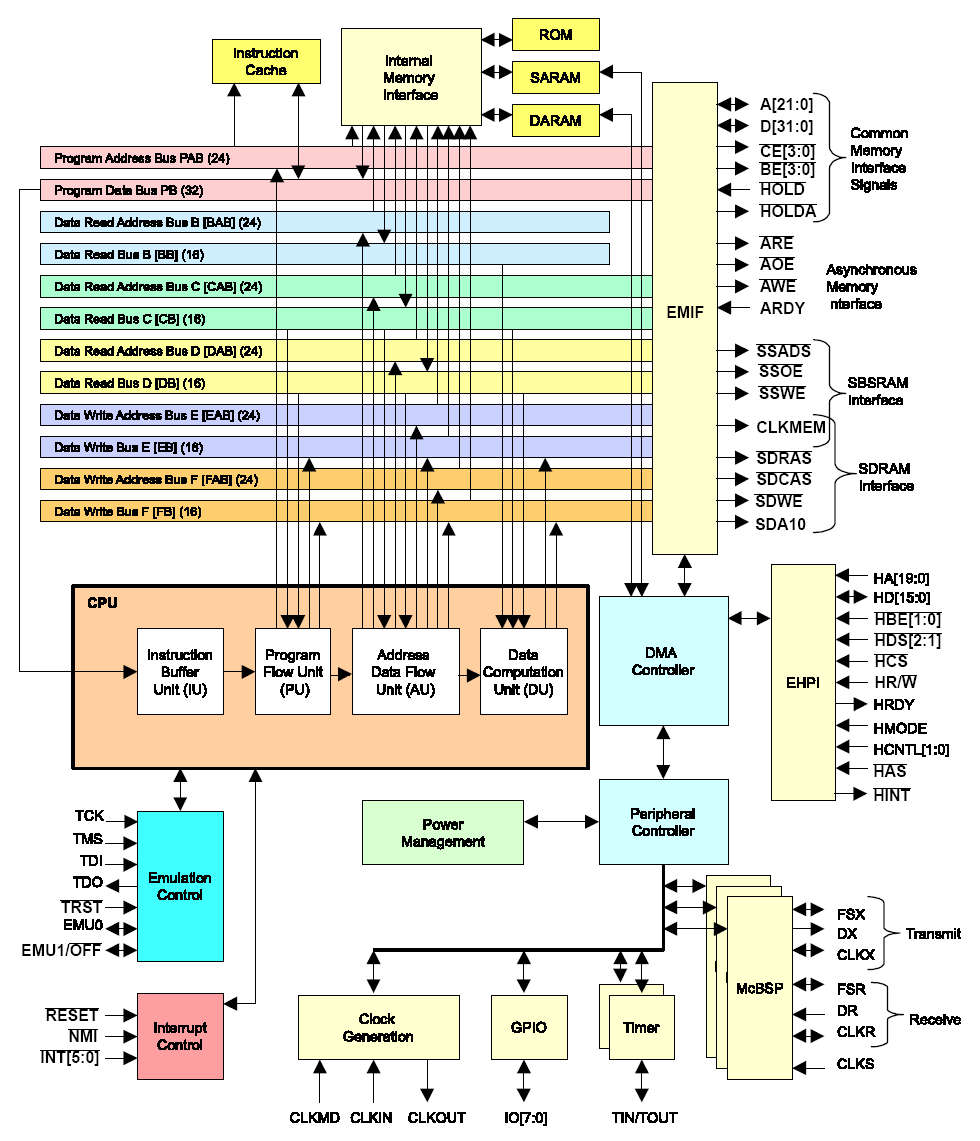 Instruction
Cache
Internal
Memory
Interface
ROM
SARAM
DARAM
Program Address Bus PAB (24)
Program Data Bus PB (32)
Data Read Address Bus B [BAB] (24)
Data Read Bus B [BB] (16)
Data Read Address Bus C [CAB] (24)
Data Read Bus C [CB] (16)
Data Read Address Bus D [DAB] (24)
Data Read Bus D [DB] (16)
Data Write Address Bus E [EAB] (24)
Data Write Bus E [EB] (16)
Data Write Address Bus F [FAB] (24)
Data Write Bus F [FB] (16)
EMIF
A[21:0]
D[31:0]
CE[3:0]
BE[3:0]
HOLD
HOLDA
Common
Memory
Interface
Signals
ARE
AOE
AWE
ARDY
Asynchronous
Memory
Interface
SSADS
SSOE
SSWE
CLKMEM
SBSRAM
Interface
SDRAS
SDCAS
SDWE
SDA10
SDRAM
Interface
CPU
Instruction
Buffer
Unit (IU)
Program
Flow Unit
(PU)
Address
Data Flow
Unit (AU)
Data
Computation
Unit (DU)
DMA
Controller
EHPI
HA[19:0]
HD[15:0]
HBE[1:0]
HDS[2:1]
HCS
HR/W
HRDY
HMODE
HCNTL[1:0]
HAS
HINT
Power
Management
Peripheral
Controller
TCK
TMS
TDI
TDO
TRST
EMU0
EMU1/OFF
Emulation
Control
RESET
NMI
INT[5:0]
Interrupt
Control
Clock
Generation
GPIO
Timer
McBSP
FSX
DX
CLKX
Transmit
FSR
DR
CLKR
Receive
CLKS
CLKMD
CLKIN
CLKOUT
IO[7:0]
TIN/TOUT